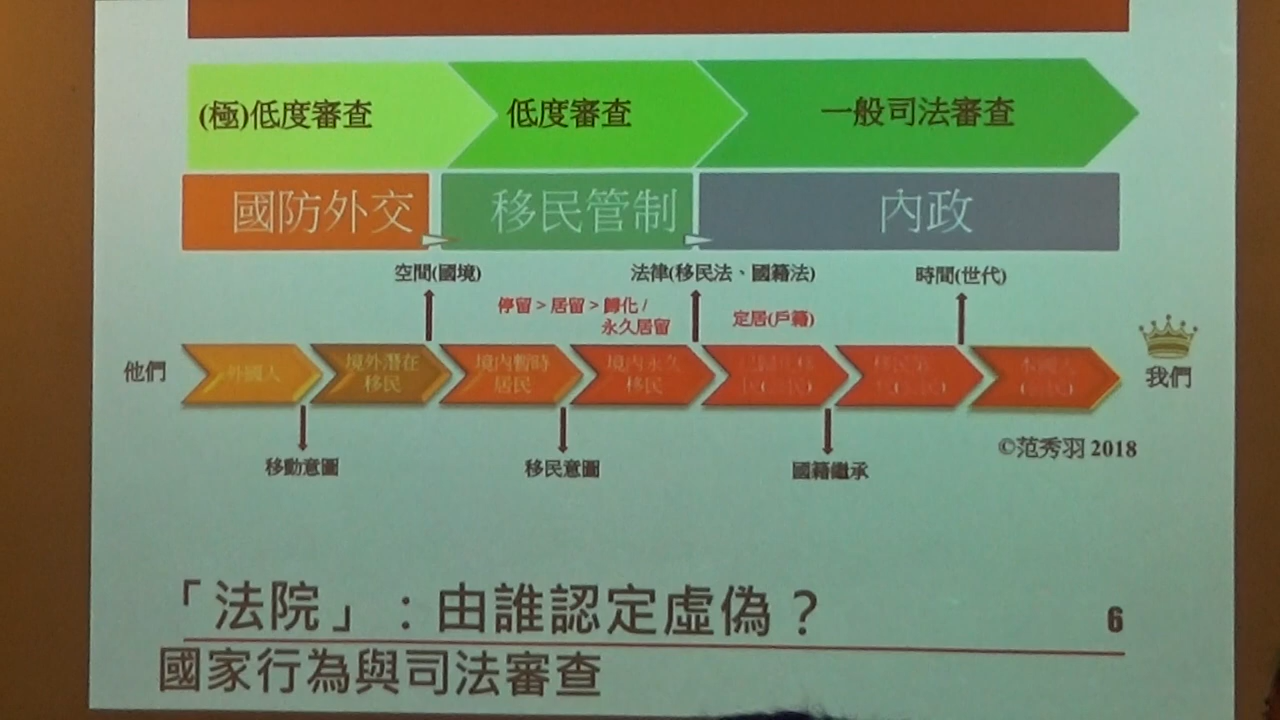 (極)低度審查
低度審查
一般司法審查
國防外交
移民管制
內政
空間(國境)
法律(移民法、國籍法)
時間(世代)
停留 > 居留 > 歸化 /
永久居留
定居(戶籍)
他們
外國人
境外潛在
移民
境內暫時
居民
境內永久
移民
我們
移動意圖
移民意圖
國籍繼承
©范秀羽 2018
「法院」：由誰認定虛偽？
6
國家行為與司法審查